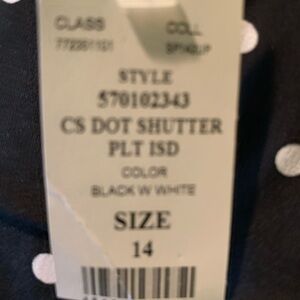 CLASS COLL
STYLE
570102343
CS DOT SHUTTER
PLT ISD
COLOR
BLACK W WHITE
SIZE
14